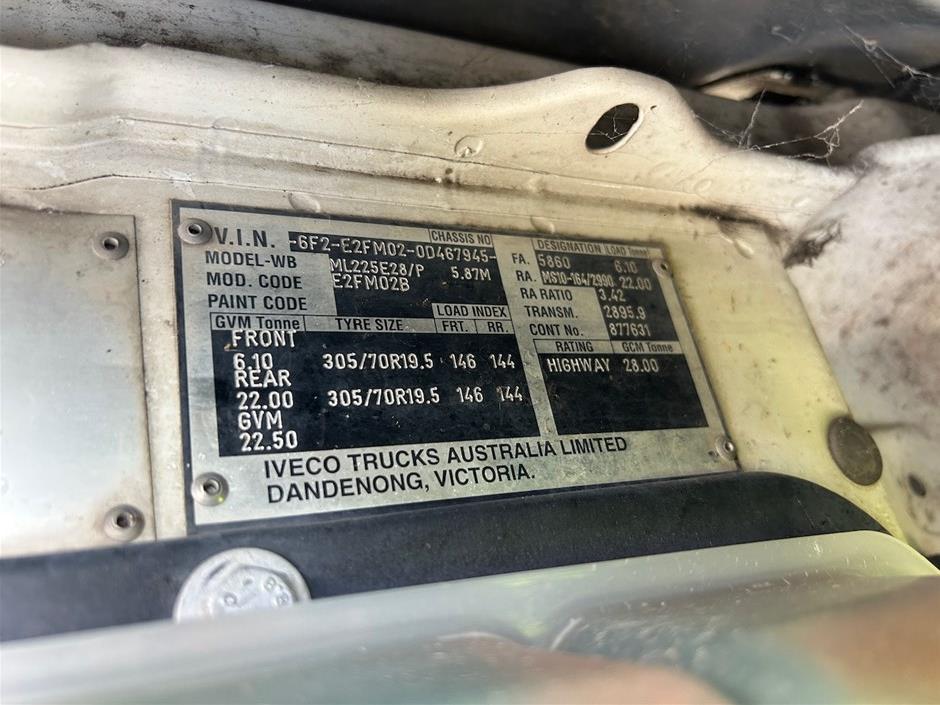 V.I.N. -6F2-E2FM02-0D467945- CHASSIS NO
MODEL-WB ML225E28/P 5.87M
MOD. CODE E2FM02B
PAINT CODE
LOAD INDEX
GVM Tonne TYRE SIZE FRT. RR.
FRONT
6.10 305/70R19.5 146 144
REAR
22.00 305/70R19.5 146 144
GVM
22.50
DESIGNATION LOAD Tonne
FA. 5860 6.10
RA. MS10-164/2990 22.00
RA RATIO 3.42
TRANSM. 2895.9
CONT No. 877631
RATING GCM Tonne
HIGHWAY 28.00
IVECO TRUCKS AUSTRALIA LIMITED
DANDENONG, VICTORIA.